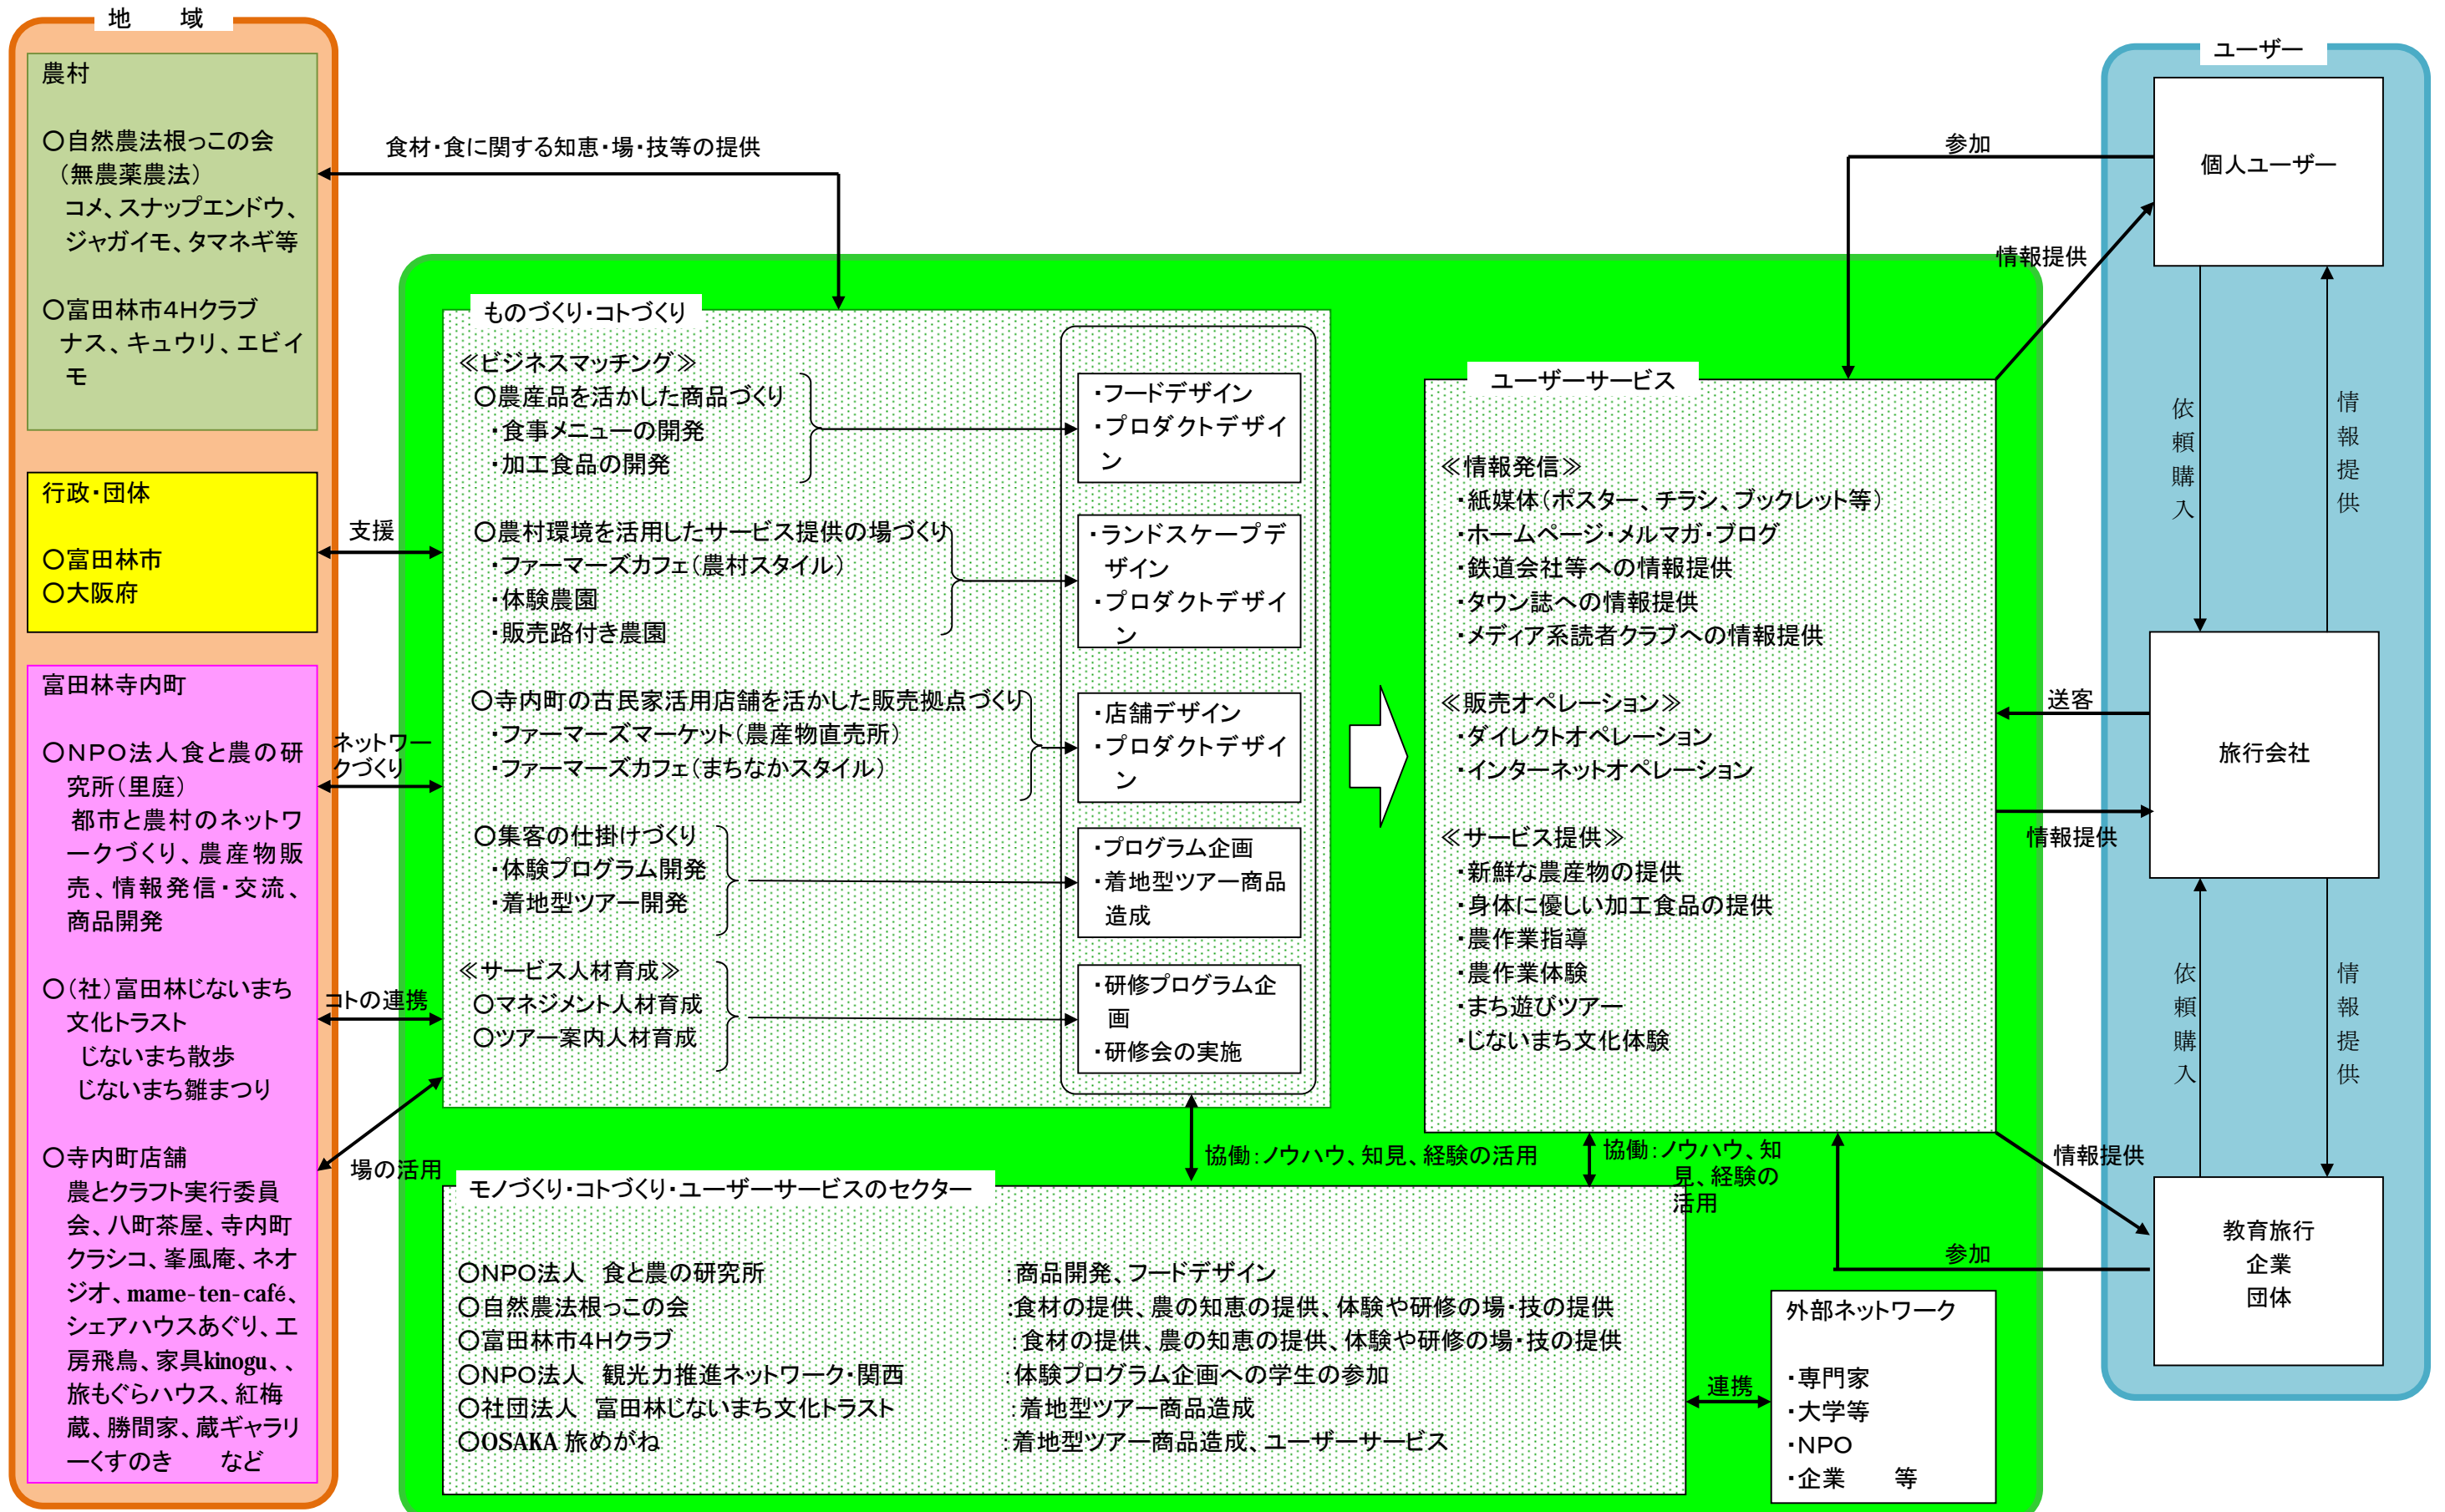 地　　域
農村
○自然農法根っこの会
（無農薬農法）
コメ、スナップエンドウ、
ジャガイモ、タマネギ等
○富田林市４Ｈクラブ
ナス、キュウリ、エビイ
モ
行政・団体
○富田林市
○大阪府
富田林寺内町
○ＮＰＯ法人食と農の研
究所（里庭）
都市と農村のネットワ
ークづくり、農産物販
売、情報発信・交流、
商品開発
○（社）富田林じないまち
文化トラスト
じないまち散歩
じないまち雛まつり
○寺内町店舗
農とクラフト実行委員
会、八町茶屋、寺内町
クラシコ、峯風庵、ネオ
ジオ、mame-ten-café、
シェアハウスあぐり、工
房飛鳥、家具kinogu、、
旅もぐらハウス、紅梅
蔵、勝間家、蔵ギャラリ
ーくすのき　　など
食材・食に関する知恵・場・技等の提供
支援
ネットワー
クづくり
コトの連携
場の活用
ものづくり・コトづくり
≪ビジネスマッチング≫
○農産品を活かした商品づくり
・食事メニューの開発
・加工食品の開発
○農村環境を活用したサービス提供の場づくり
・ファーマーズカフェ（農村スタイル）
・体験農園
・販売路付き農園
○寺内町の古民家活用店舗を活かした販売拠点づくり
・ファーマーズマーケット（農産物直売所）
・ファーマーズカフェ（まちなかスタイル）
○集客の仕掛けづくり
・体験プログラム開発
・着地型ツアー開発
≪サービス人材育成≫
○マネジメント人材育成
○ツアー案内人材育成
・フードデザイン
・プロダクトデザイ
ン
・ランドスケープデ
ザイン
・プロダクトデザイ
ン
・店舗デザイン
・プロダクトデザイ
ン
・プログラム企画
・着地型ツアー商品
造成
・研修プログラム企
画
・研修会の実施
協働：ノウハウ、知見、経験の活用
協働：ノウハウ、知
見、経験の
活用
ユーザーサービス
≪情報発信≫
・紙媒体（ポスター、チラシ、ブックレット等）
・ホームページ・メルマガ・ブログ
・鉄道会社等への情報提供
・タウン誌への情報提供
・メディア系読者クラブへの情報提供
≪販売オペレーション≫
・ダイレクトオペレーション
・インターネットオペレーション
≪サービス提供≫
・新鮮な農産物の提供
・身体に優しい加工食品の提供
・農作業指導
・農作業体験
・まち遊びツアー
・じないまち文化体験
モノづくり・コトづくり・ユーザーサービスのセクター
○ＮＰＯ法人　食と農の研究所　：商品開発、フードデザイン
○自然農法根っこの会　：食材の提供、農の知恵の提供、体験や研修の場・技の提供
○富田林市４Ｈクラブ　：食材の提供、農の知恵の提供、体験や研修の場・技の提供
○ＮＰＯ法人　観光力推進ネットワーク・関西　：体験プログラム企画への学生の参加
○社団法人　富田林じないまち文化トラスト　：着地型ツアー商品造成
○OSAKA 旅めがね　：着地型ツアー商品造成、ユーザーサービス
連携
外部ネットワーク
・専門家
・大学等
・ＮＰＯ
・企業　　等
参加
情報提供
送客
情報提供
情報提供
参加
ユーザー
個人ユーザー
依頼購入
情報提供
旅行会社
依頼購入
情報提供
教育旅行
企業
団体